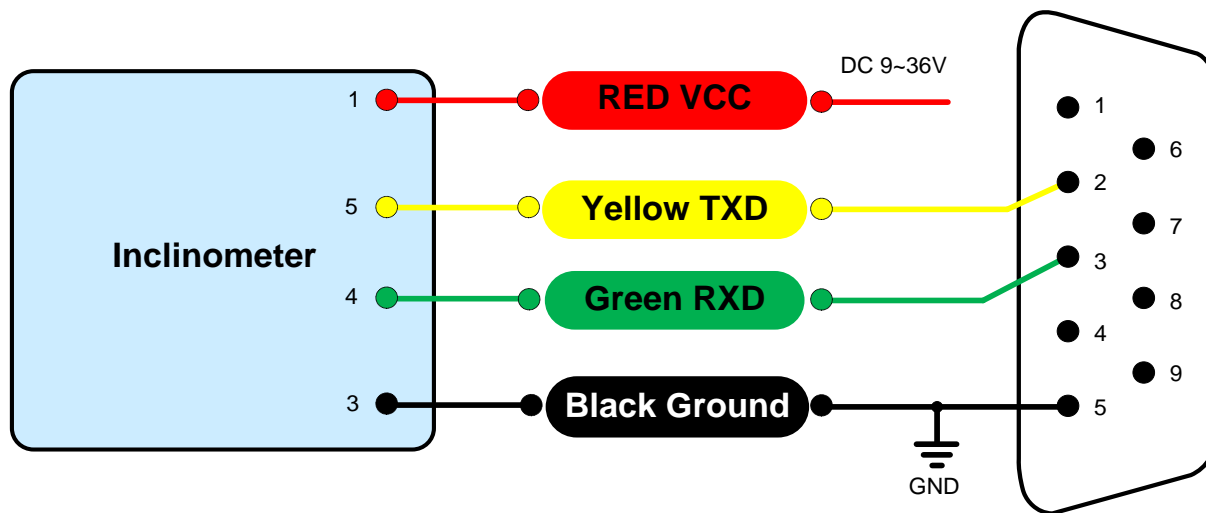 DC 9~36V
1
RED VCC
1
6
5
Yellow TXD
2
7
Inclinometer
3
4
Green RXD
8
4
9
3
Black Ground
5
GND